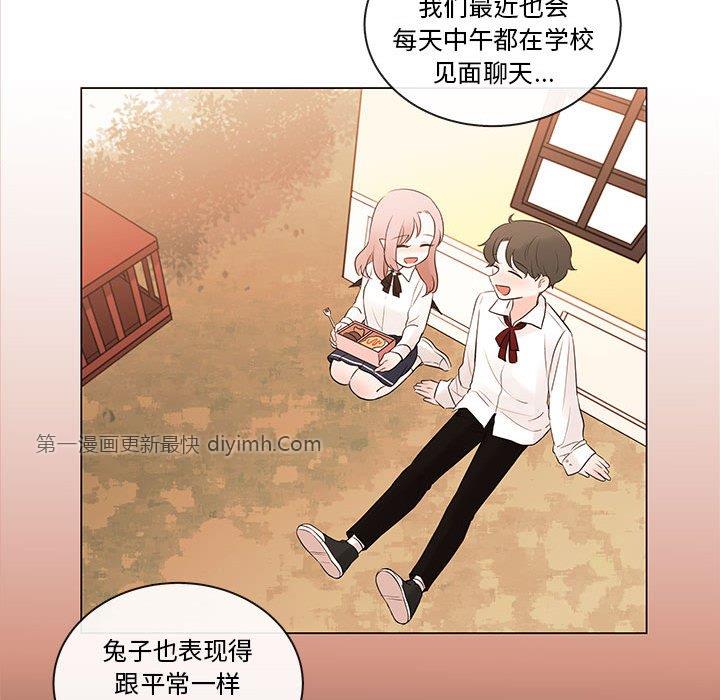 我们最近也会
每天中午都在学校
见面聊天...
第一漫画更新最快 diyimh.Com
兔子也表现得
跟平常一样